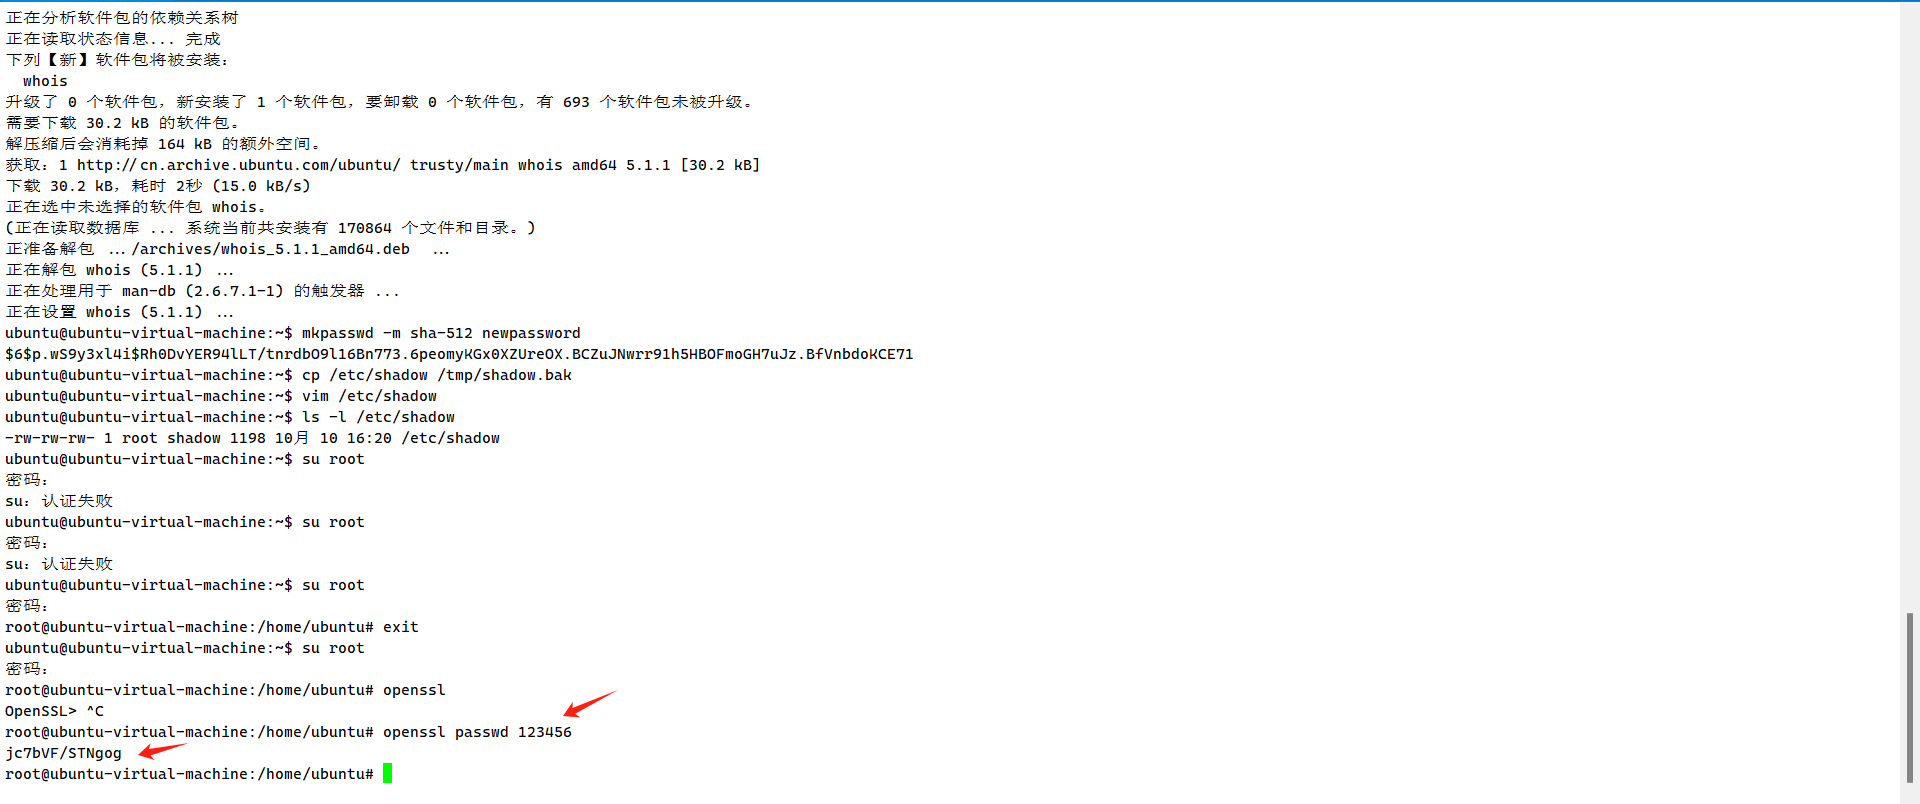 正在分析软件包的依赖关系树
正在读取状态信息... 完成
下列【新】软件包将被安装：
  whois
升级了 0 个软件包，新安装了 1 个软件包，要卸载 0 个软件包，有 693 个软件包未被升级。
需要下载 30.2 kB 的软件包。
解压缩后会消耗掉 164 kB 的额外空间。
获取：1 http://cn.archive.ubuntu.com/ubuntu/ trusty/main whois amd64 5.1.1 [30.2 kB]
下载 30.2 kB，耗时 2秒 (15.0 kB/s)
正在选中未选择的软件包 whois。
(正在读取数据库 ... 系统当前共安装有 170864 个文件和目录。)
正准备解包 .../archives/whois_5.1.1_amd64.deb  ...
正在解包 whois (5.1.1) ...
正在处理用于 man-db (2.6.7.1-1) 的触发器 ...
正在设置 whois (5.1.1) ...
ubuntu@ubuntu-virtual-machine:~$ mkpasswd -m sha-512 newpassword
$6$p.wS9y3xl4i$Rh0DvYER94lLT/tnrdbO9l16Bn773.6peomyKGx0XZUreOX.BCZuJNwrr91h5HBOFmoGH7uJz.BfVnbdoKCE71
ubuntu@ubuntu-virtual-machine:~$ cp /etc/shadow /tmp/shadow.bak
ubuntu@ubuntu-virtual-machine:~$ vim /etc/shadow
ubuntu@ubuntu-virtual-machine:~$ ls -l /etc/shadow
-rw-rw-rw- 1 root shadow 1198 10月 10 16:20 /etc/shadow
ubuntu@ubuntu-virtual-machine:~$ su root
密码：
su：认证失败
ubuntu@ubuntu-virtual-machine:~$ su root
密码：
su：认证失败
ubuntu@ubuntu-virtual-machine:~$ su root
密码：
root@ubuntu-virtual-machine:/home/ubuntu# exit
ubuntu@ubuntu-virtual-machine:~$ su root
密码：
root@ubuntu-virtual-machine:/home/ubuntu# openssl
OpenSSL> ^C
root@ubuntu-virtual-machine:/home/ubuntu# openssl passwd 123456
jc7bVF/STNgog
root@ubuntu-virtual-machine:/home/ubuntu#